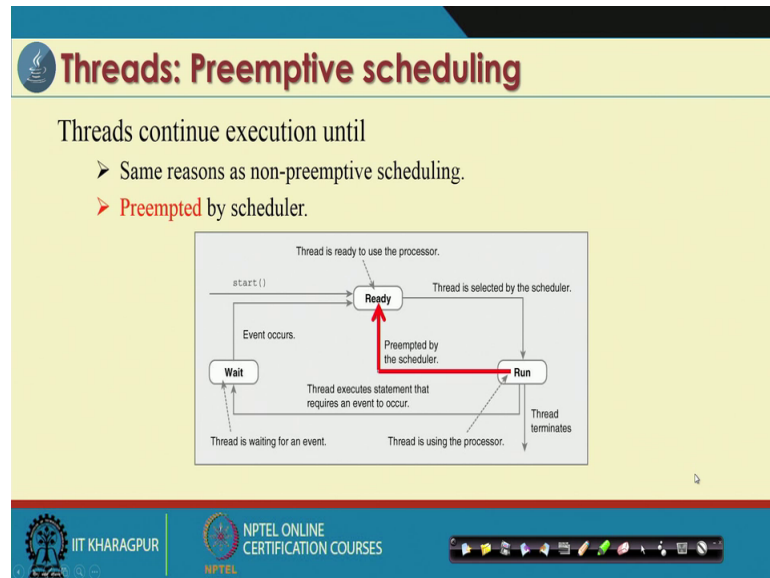 Threads: Preemptive scheduling
Threads continue execution until
➤ Same reasons as non-preemptive scheduling.
➤ Preempted by scheduler.
Thread is ready to use the processor.
start()
Ready
Thread is selected by the scheduler.
Event occurs.
Preempted by
the scheduler.
Wait
Run
Thread executes statement that
requires an event to occur.
Thread
terminates
Thread is waiting for an event.
Thread is using the processor.
IIT KHARAGPUR
NPTEL
NPTEL ONLINE
CERTIFICATION COURSES